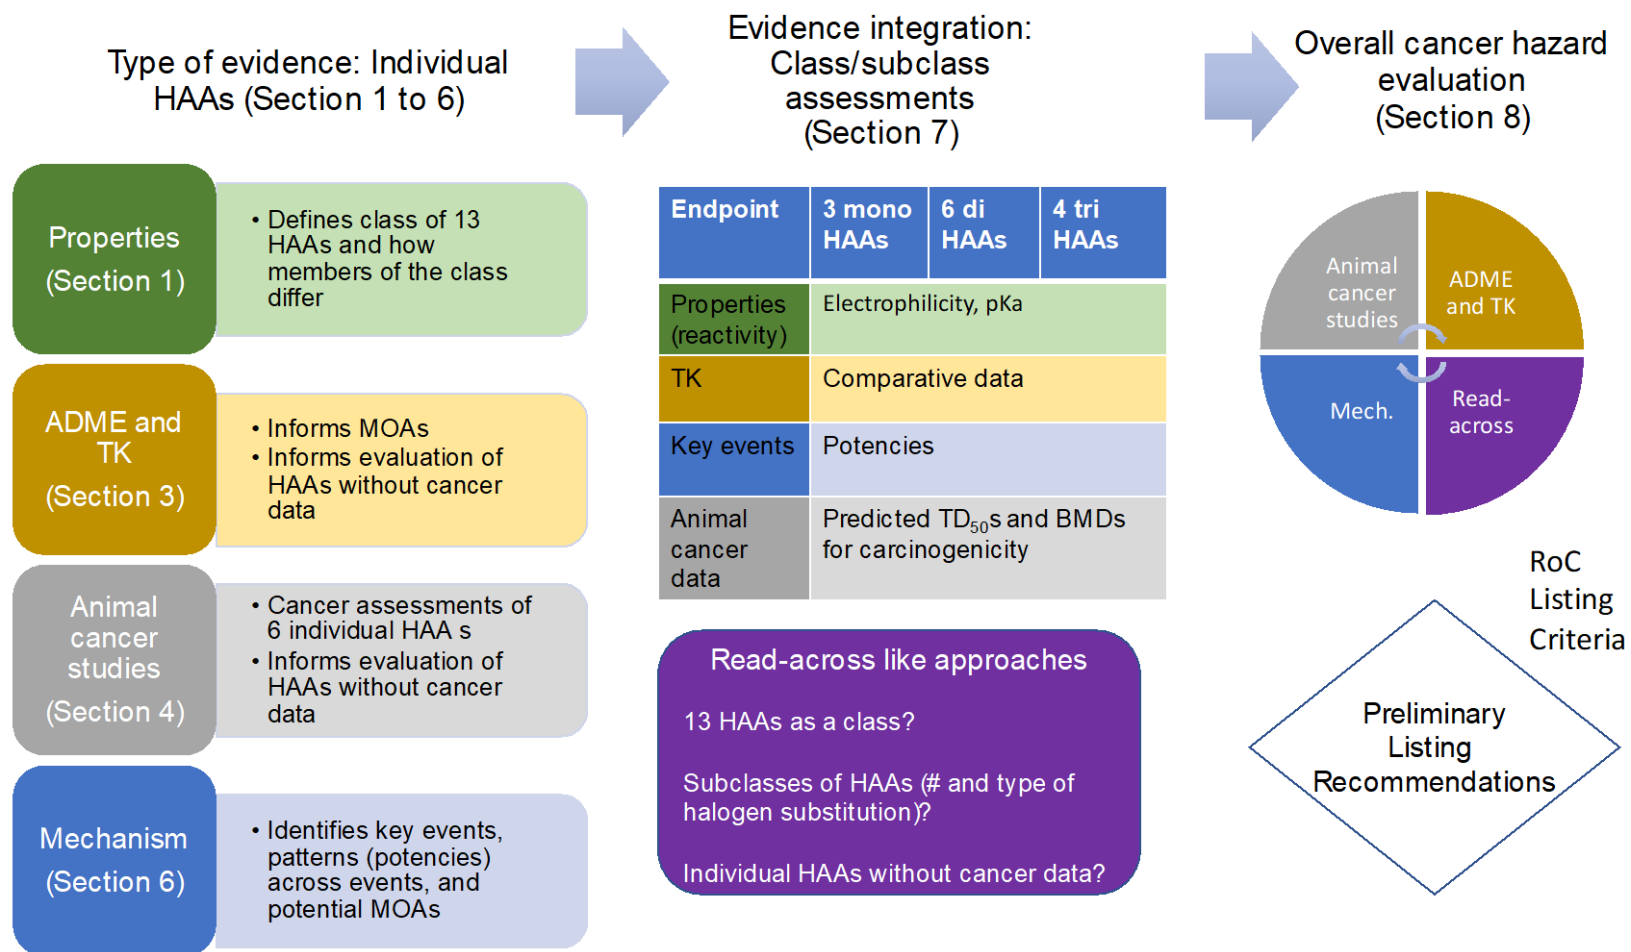 Type of evidence: Individual
HAAs (Section 1 to 6)
Properties
(Section 1)
• Defines class of 13
HAAs and how
members of the class
differ
ADME and
TK
(Section 3)
• Informs MOAs
• Informs evaluation of
HAAs without cancer
data
Animal
cancer
studies
(Section 4)
• Cancer assessments of
6 individual HAA s
• Informs evaluation of
HAAs without cancer
data
Mechanism
(Section 6)
• Identifies key events,
patterns (potencies)
across events, and
potential MOAs
Evidence integration:
Class/subclass
assessments
(Section 7)
Endpoint
3 mono
HAAs
6 di
HAAs
4 tri
HAAs
Properties
(reactivity)
Electrophilicity, pKa
TK
Comparative data
Key events
Potencies
Animal
cancer
data
Predicted TD50s and BMDs
for carcinogenicity
Read-across like approaches
13 HAAs as a class?
Subclasses of HAAs (# and type of
halogen substitution)?
Individual HAAs without cancer data?
Overall cancer hazard
evaluation
(Section 8)
Animal
cancer
studies
ADME
and TK
Mech.
Read-
across
RoC
Listing
Criteria
Preliminary
Listing
Recommendations